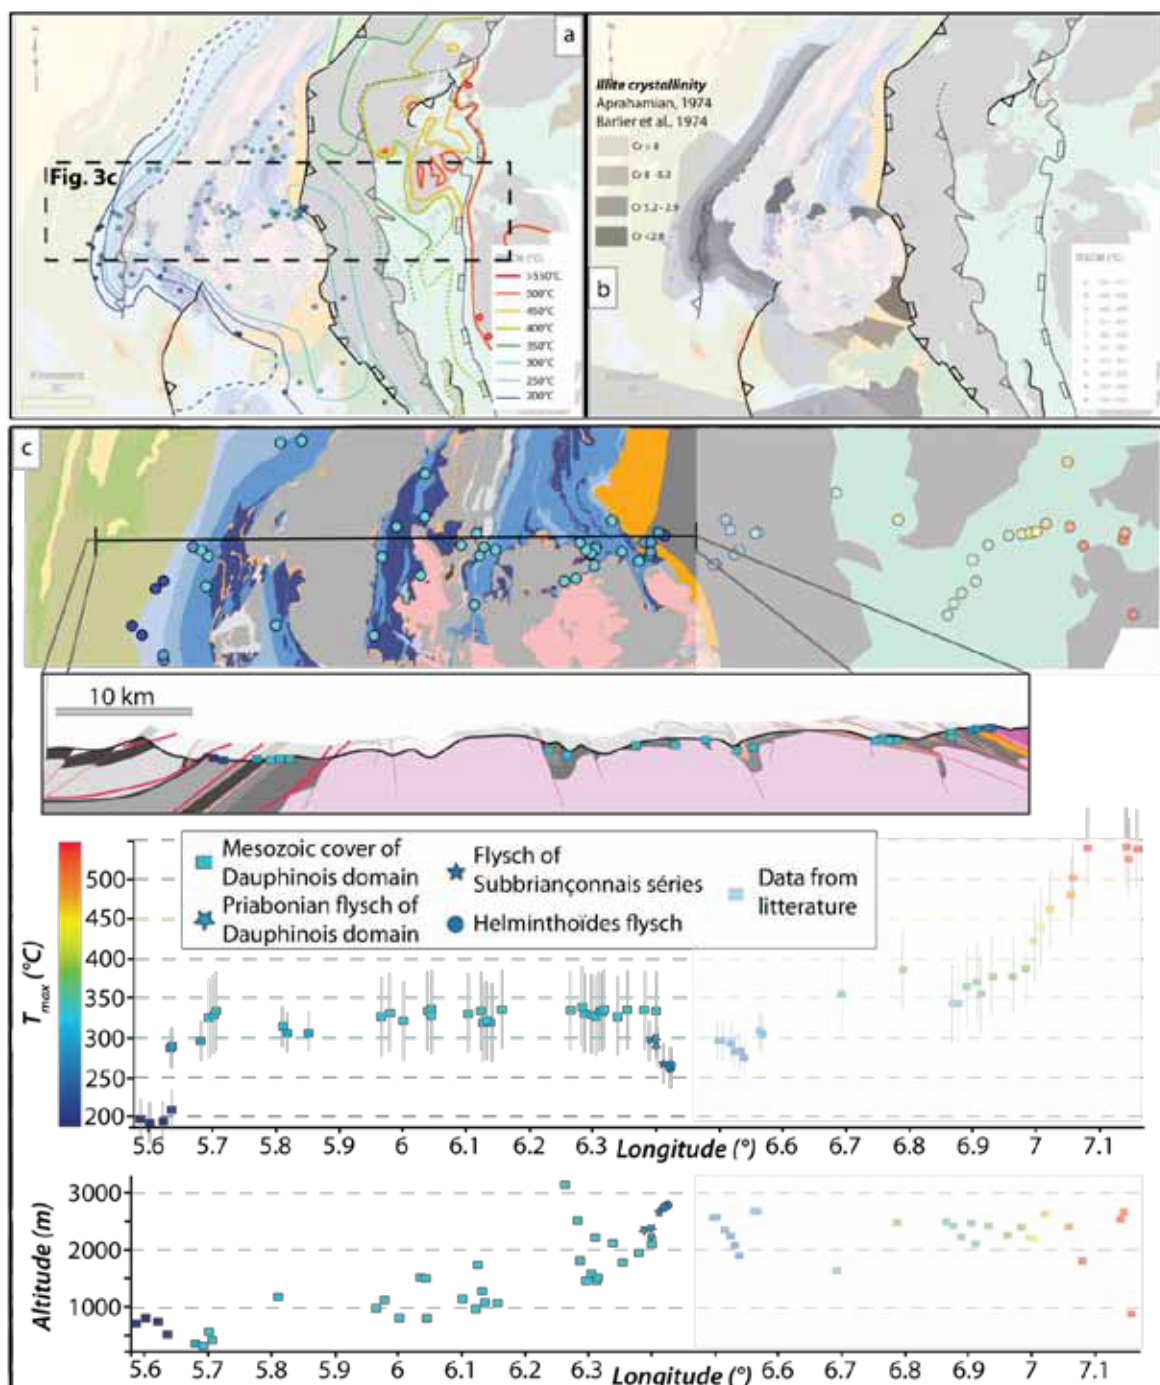 a
Fig. 3c
>550°C
500°C
450°C
400°C
350°C
300°C
250°C
200°C
Illite crystallinity
Aprahamian, 1974
Barlier et al., 1974
Cr <2.8
b
c
10 km
Mesozoic cover of
Dauphinois domain
Priabonian flysch of
Dauphinois domain
Flysch of
Subbriançonnais séries
Helminthoïdes flysch
Data from
litterature
Tmax (°C)
500
450
400
350
300
250
200
5.6 5.7 5.8 5.9 6 6.1 6.2 6.3 Longitude (°) 6.6 6.7 6.8 6.9 7 7.1
Altitude (m)
3000
2000
1000
5.6 5.7 5.8 5.9 6 6.1 6.2 6.3 Longitude (°) 6.6 6.7 6.8 6.9 7 7.1